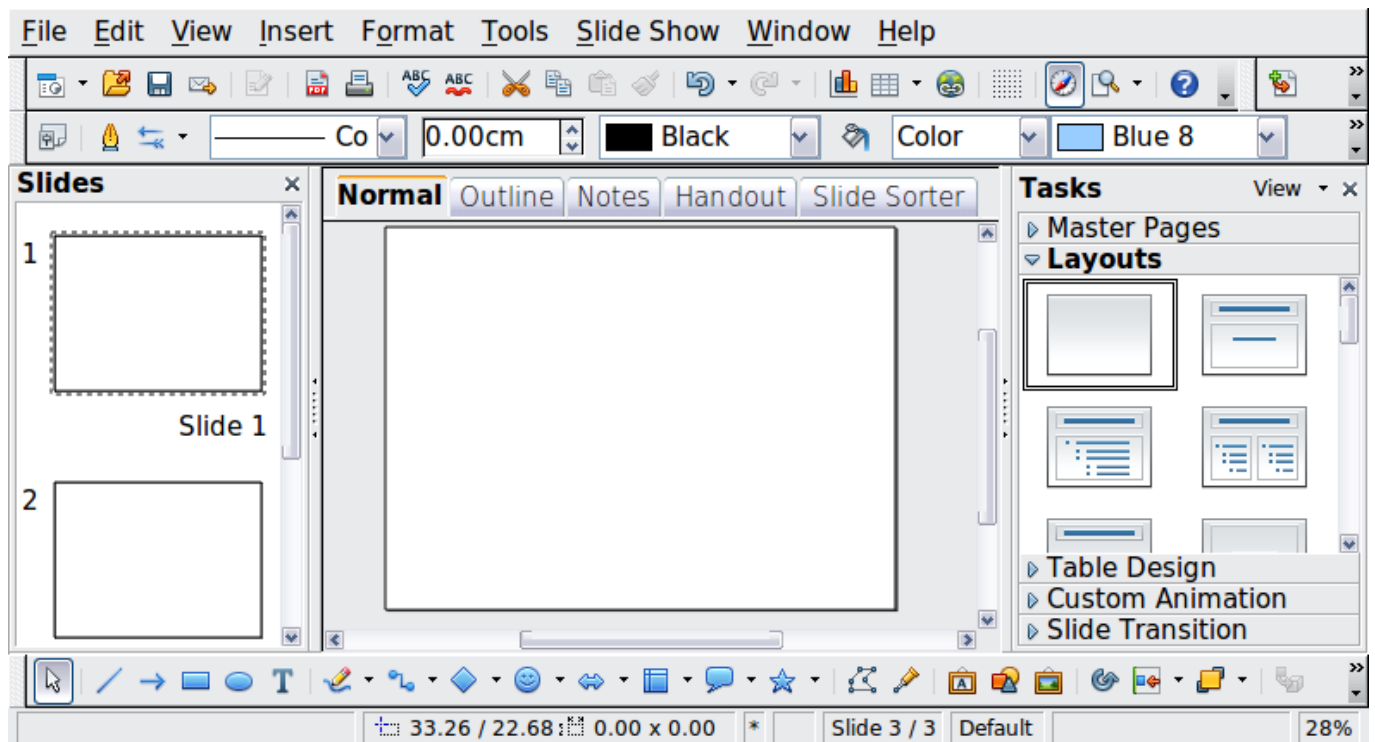 File Edit View Insert Format Tools Slide Show Window Help
ABC ABC
Co 0.00cm Black Color Blue 8
Slides
Normal Outline Notes Handout Slide Sorter
Tasks View
Master Pages
Layouts
1
Slide 1
2
Table Design
Custom Animation
Slide Transition
T A
33.26 / 22.68 0.00 x 0.00 * Slide 3 / 3 Default 28%